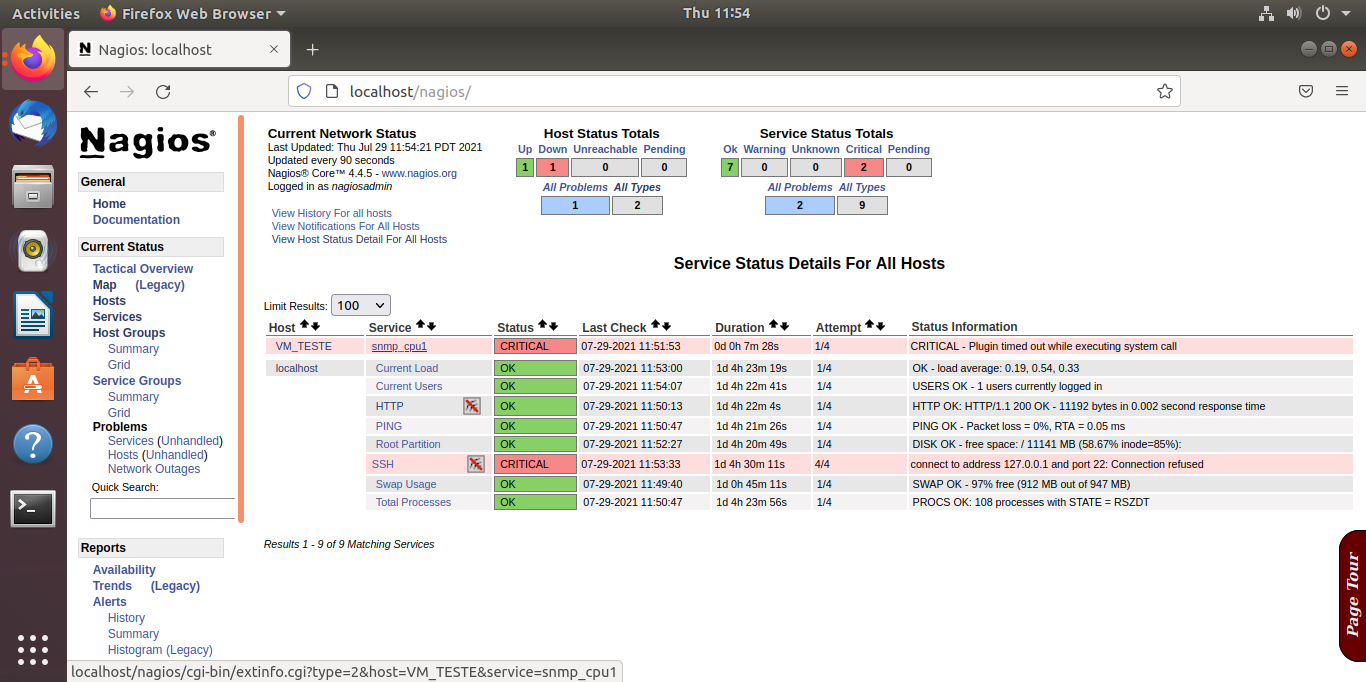 Activities Firefox Web Browser Thu 11:54
Nagios: localhost
localhost/nagios/
Nagios®
General
Home
Documentation
Current Status
Tactical Overview
Map (Legacy)
Hosts
Services
Host Groups
Summary
Grid
Service Groups
Summary
Grid
Problems
Services (Unhandled)
Hosts (Unhandled)
Network Outages
Quick Search:
Reports
Availability
Trends (Legacy)
Alerts
History
Summary
Histogram (Legacy)
Current Network Status
Last Updated: Thu Jul 29 11:54:21 PDT 2021
Updated every 90 seconds
Nagios® Core™ 4.4.5 - www.nagios.org
Logged in as nagiosadmin
View History For all hosts
View Notifications For All Hosts
View Host Status Detail For All Hosts
Host Status Totals
Up Down Unreachable Pending
1 1 0 0
All Problems All Types
1 2
Service Status Totals
Ok Warning Unknown Critical Pending
7 0 0 2 0
All Problems All Types
2 9
Service Status Details For All Hosts
Limit Results: 100
Host Service Status Last Check Duration Attempt Status Information
VM_TESTE snmp_cpu1 CRITICAL 07-29-2021 11:51:53 0d 0h 7m 28s 1/4 CRITICAL - Plugin timed out while executing system call
localhost Current Load OK 07-29-2021 11:53:00 1d 4h 23m 19s 1/4 OK - load average: 0.19, 0.54, 0.33
Current Users OK 07-29-2021 11:54:07 1d 4h 22m 41s 1/4 USERS OK - 1 users currently logged in
HTTP OK 07-29-2021 11:50:13 1d 4h 22m 4s 1/4 HTTP OK: HTTP/1.1 200 OK - 11192 bytes in 0.002 second response time
PING OK 07-29-2021 11:50:47 1d 4h 21m 26s 1/4 PING OK - Packet loss = 0%, RTA = 0.05 ms
Root Partition OK 07-29-2021 11:52:27 1d 4h 20m 49s 1/4 DISK OK - free space: / 11141 MB (58.67% inode=85%):
SSH CRITICAL 07-29-2021 11:53:33 1d 4h 30m 11s 4/4 connect to address 127.0.0.1 and port 22: Connection refused
Swap Usage OK 07-29-2021 11:49:40 1d 0h 45m 11s 1/4 SWAP OK - 97% free (912 MB out of 947 MB)
Total Processes OK 07-29-2021 11:50:47 1d 4h 23m 56s 1/4 PROCS OK: 108 processes with STATE = RSZDT
Results 1 - 9 of 9 Matching Services
Page Tour
localhost/nagios/cgi-bin/extinfo.cgi?type=2&host=VM_TESTE&service=snmp_cpu1